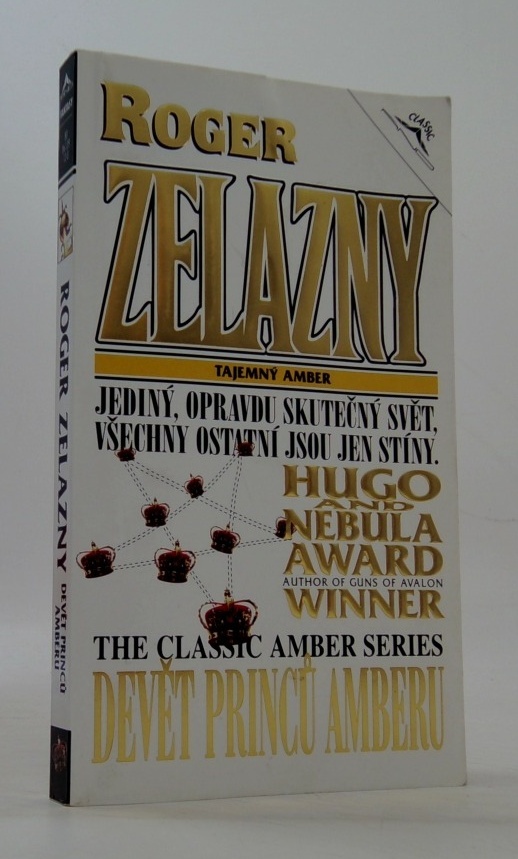 ROGER
ZELAZNY
CLASSIC
TAJEMNÝ AMBER
JEDINÝ, OPRAVDU SKUTEČNÝ SVĚT,
VŠECHNY OSTATNÍ JSOU JEN STÍNY.
HUGO
AND
NEBULA
AWARD
AUTHOR OF GUNS OF AVALON
WINNER
THE CLASSIC AMBER SERIES
DEVĚT PRINCŮ AMBERU
ROGER ZELAZNY DEVĚT PRINCŮ
AMBERU